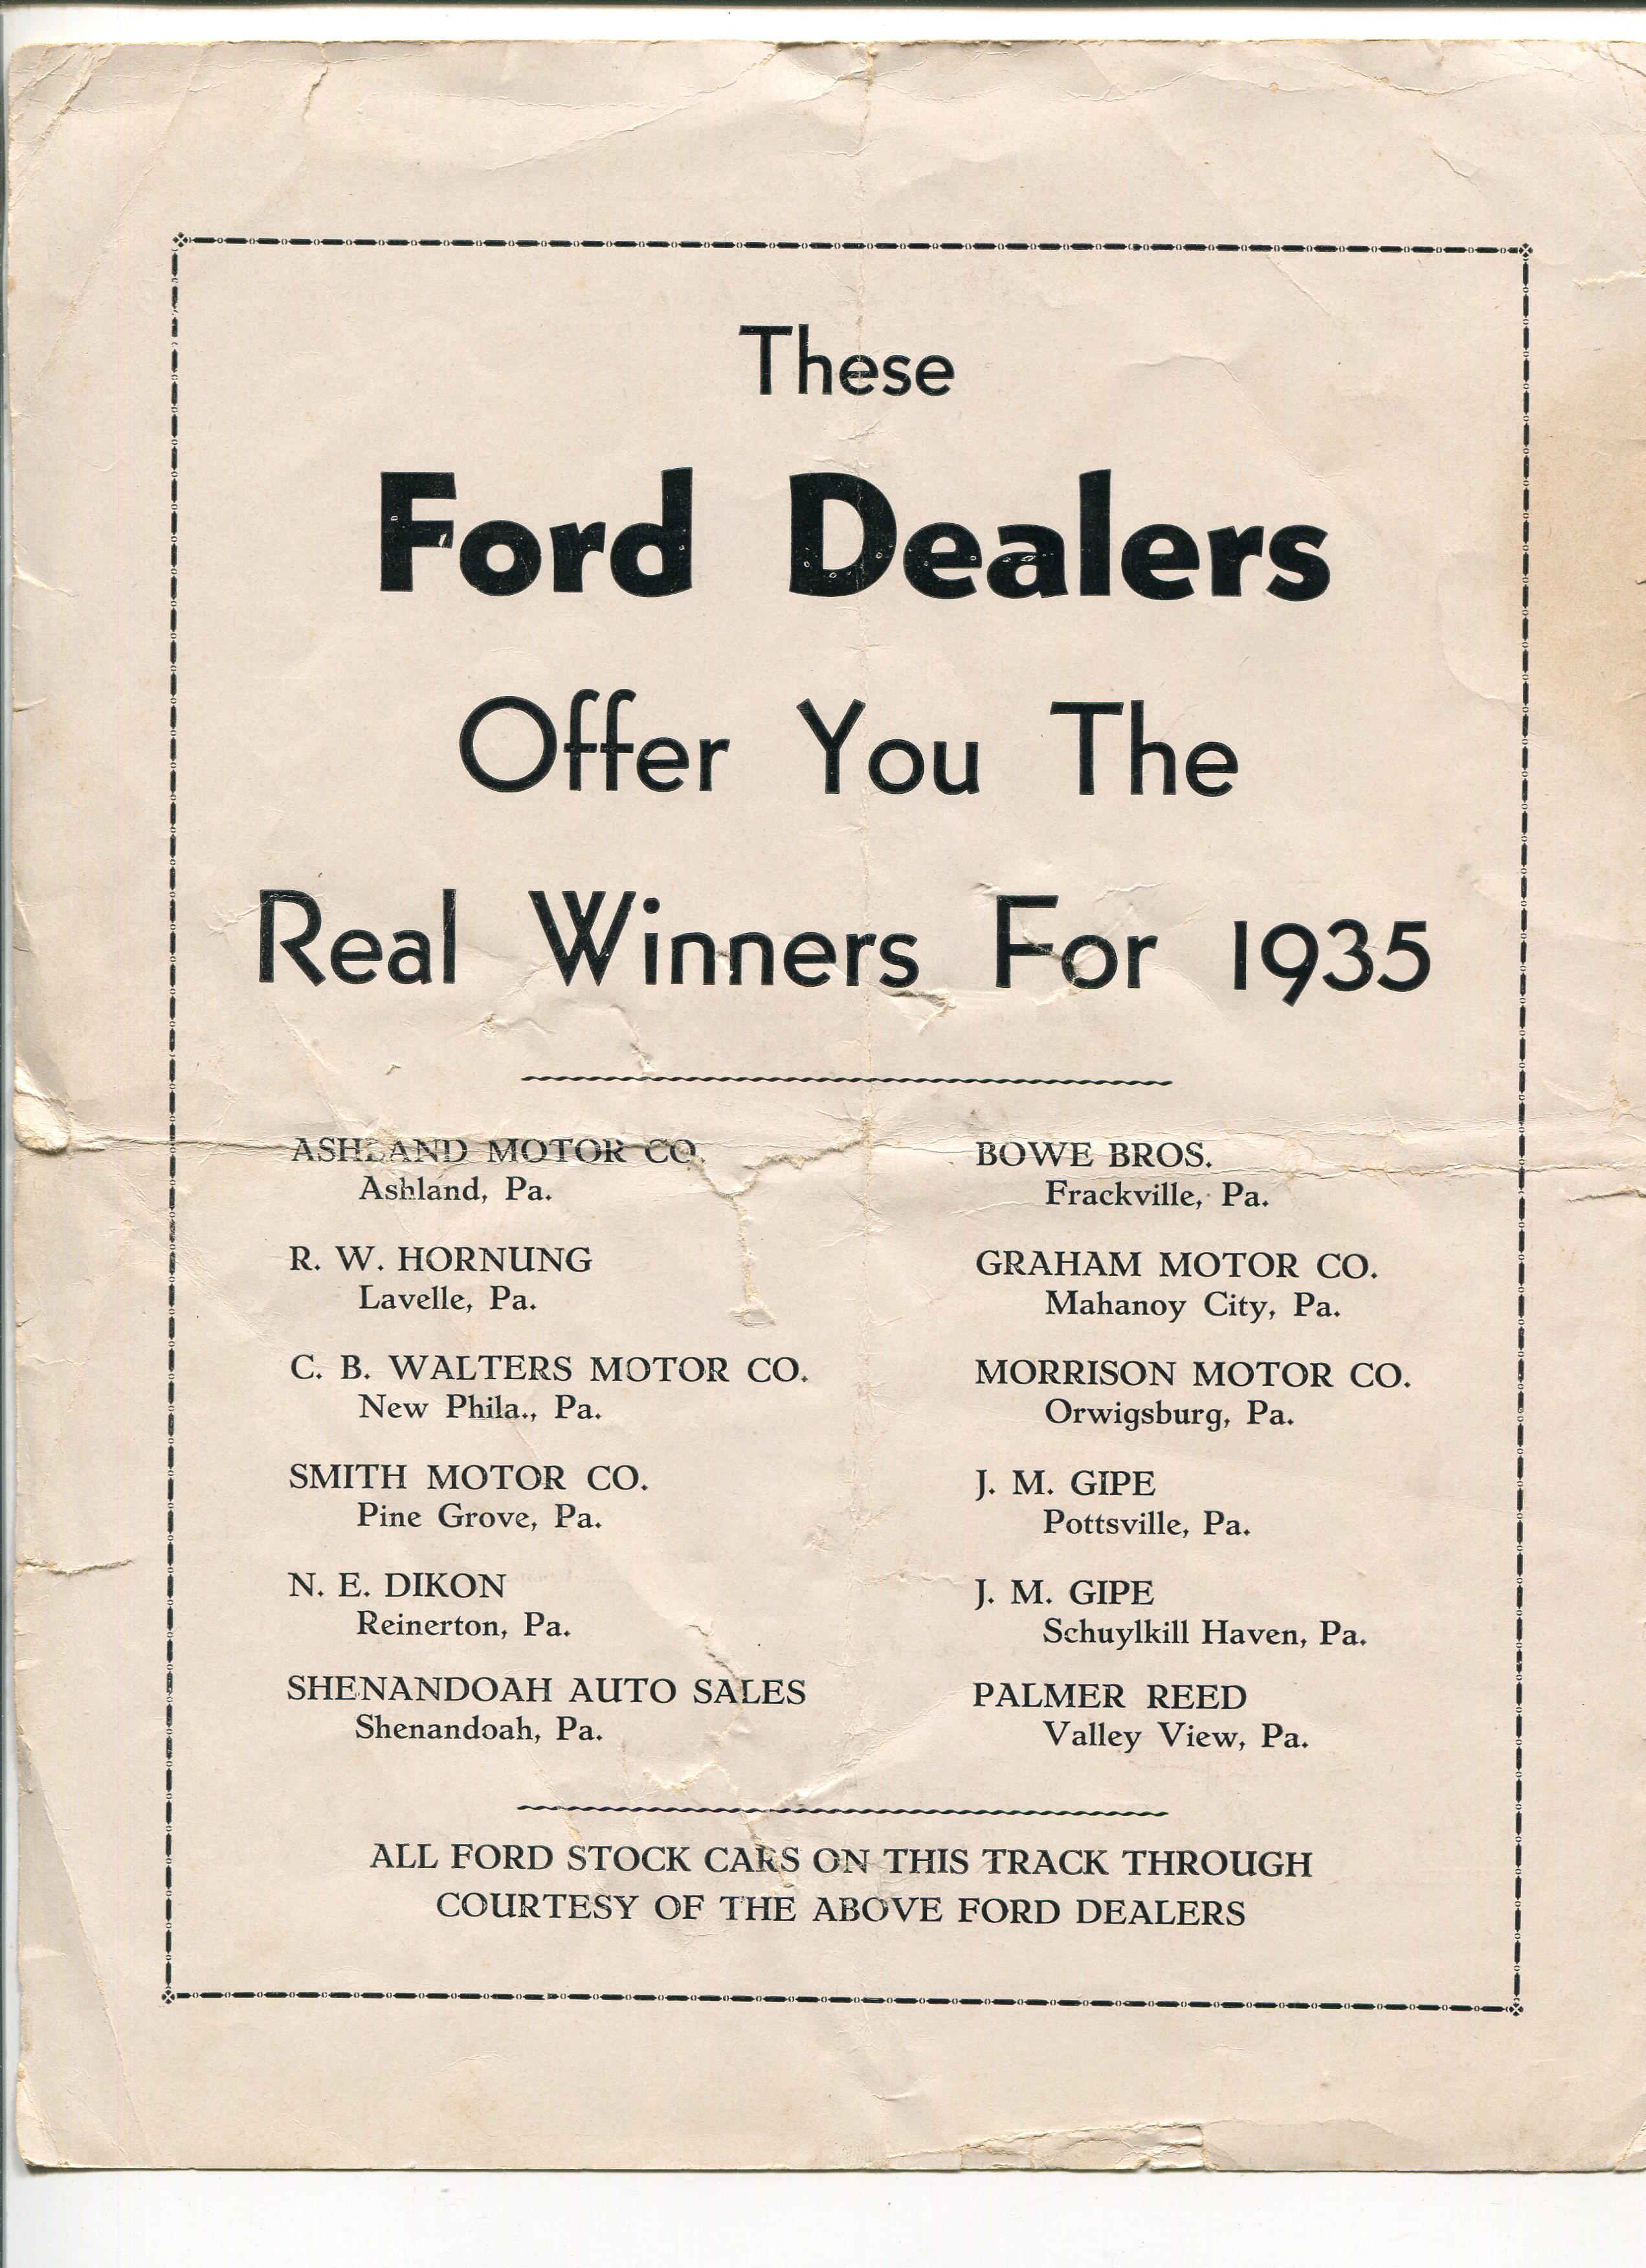 These
Ford Dealers
Offer You The
Real Winners For 1935
ASHLAND MOTOR CO.
Ashland, Pa.
R. W. HORNUNG
Lavelle, Pa.
C. B. WALTERS MOTOR CO.
New Phila., Pa.
SMITH MOTOR CO.
Pine Grove, Pa.
N. E. DIKON
Reinerton, Pa.
SHENANDOAH AUTO SALES
Shenandoah, Pa.
BOWE BROS.
Frackville, Pa.
GRAHAM MOTOR CO.
Mahanoy City, Pa.
MORRISON MOTOR CO.
Orwigsburg, Pa.
J. M. GIPE
Pottsville, Pa.
J. M. GIPE
Schuylkill Haven, Pa.
PALMER REED
Valley View, Pa.
ALL FORD STOCK CARS ON THIS TRACK THROUGH
COURTESY OF THE ABOVE FORD DEALERS